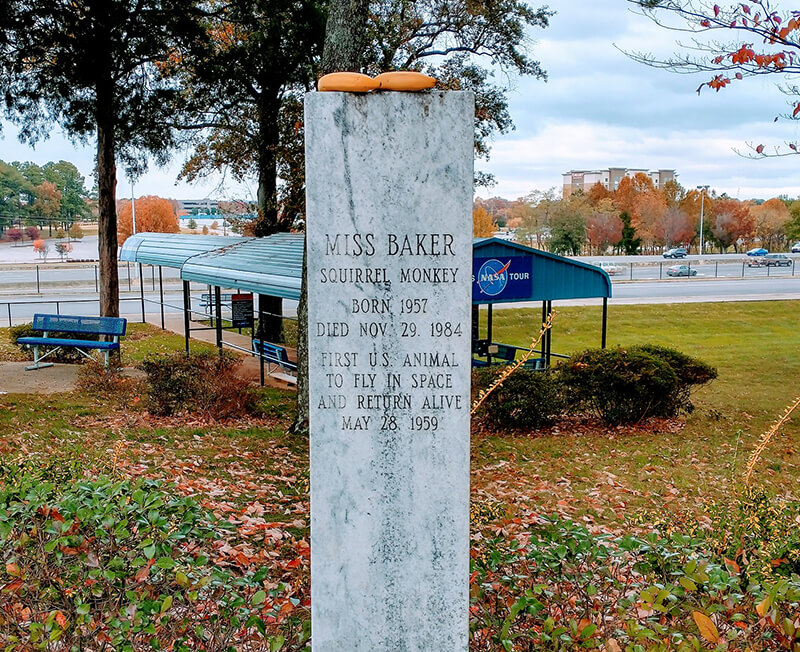 MISS BAKER
SQUIRREL MONKEY
BORN 1957
DIED NOV. 29. 1984
FIRST U.S. ANIMAL
TO FLY IN SPACE
AND RETURN ALIVE
MAY 28, 1959
NASA TOUR